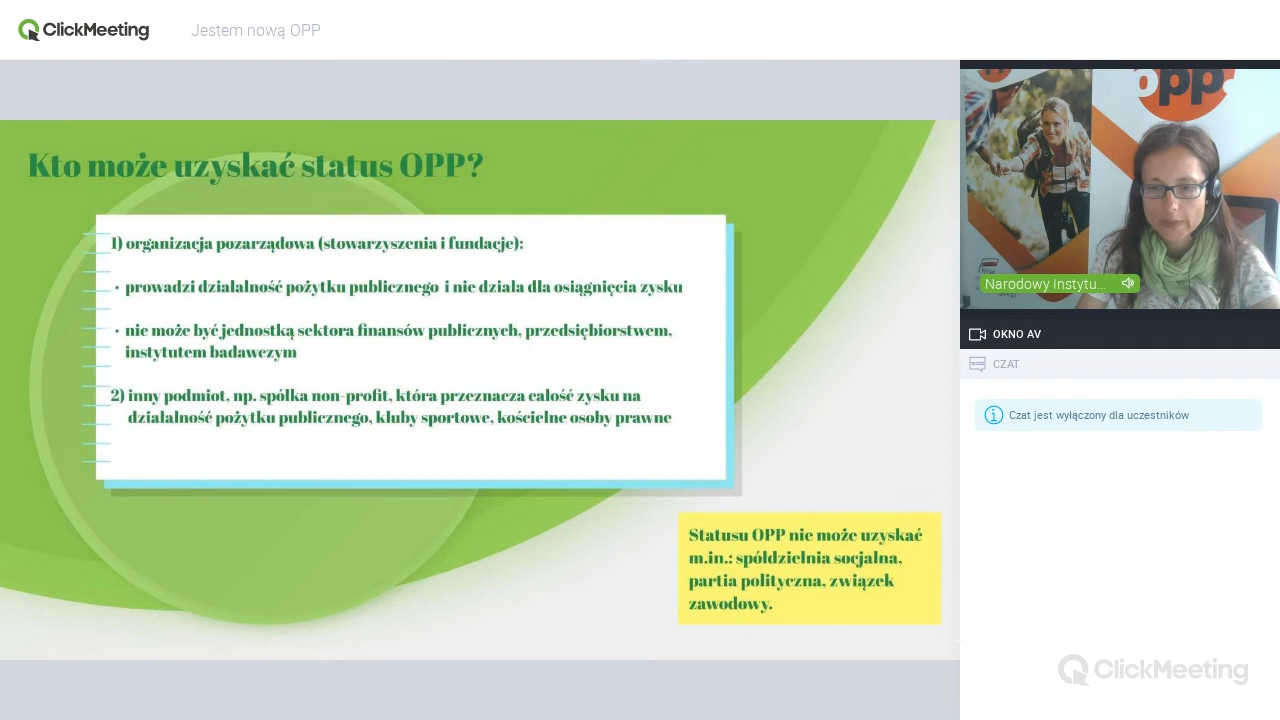 ClickMeeting
Jestem nową OPP
Kto może uzyskać status OPP?
1) organizacja pozarządowa (stowarzyszenia i fundacje):
· prowadzi działalność pożytku publicznego i nie działa dla osiągnięcia zysku
· nie może być jednostką sektora finansów publicznych, przedsiębiorstwem,
instytutem badawczym
2) inny podmiot, np. spółka non-profit, która przeznacza całość zysku na
działalność pożytku publicznego, kluby sportowe, kościelne osoby prawne
Statusu OPP nie może uzyskać
m.in.: spółdzielnia socjalna,
partia polityczna, związek
zawodowy.
opp
NIW
Narodowy Instytu...
OKNO AV
CZAT
Czat jest wyłączony dla uczestników
ClickMeeting